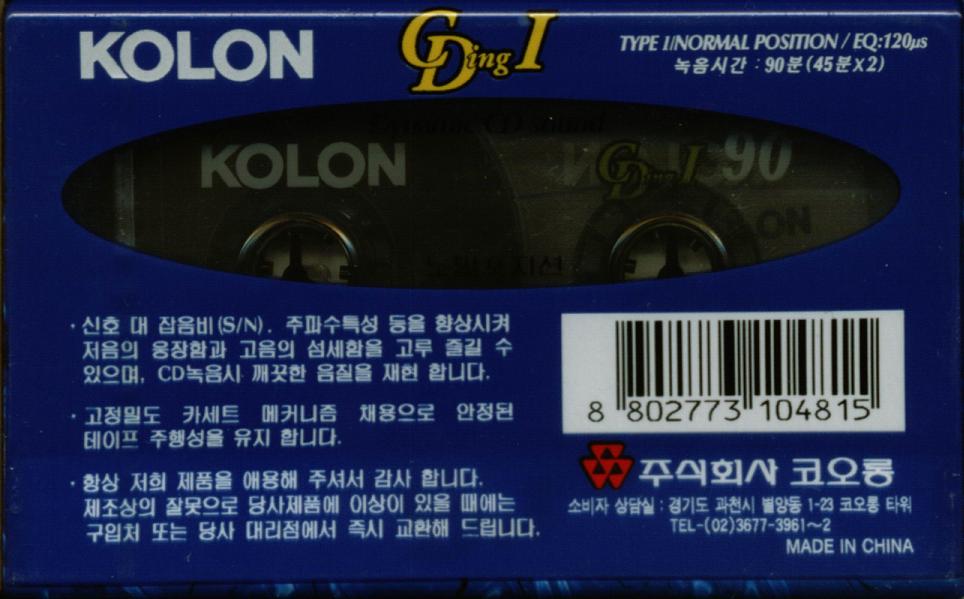 KOLON
CDing I
TYPE I/NORMAL POSITION / EQ:120µs
녹음시간 : 90분(45분X2)
Dynamic CD sound
KOLON
CDing I 90
노말포지션
· 신호 대 잡음비(S/N), 주파수특성 등을 향상시켜
저음의 웅장함과 고음의 섬세함을 고루 즐길 수
있으며, CD녹음시 깨끗한 음질을 재현 합니다.
· 고정밀도 카세트 메커니즘 채용으로 안정된
테이프 주행성을 유지 합니다.
· 항상 저희 제품을 애용해 주셔서 감사 합니다.
제조상의 잘못으로 당사제품에 이상이 있을 때에는
구입처 또는 당사 대리점에서 즉시 교환해 드립니다.
8 802773 104815
주식회사 코오롱
소비자 상담실 : 경기도 과천시 별양동 1-23 코오롱 타워
TEL-(02)3677-3961~2
MADE IN CHINA